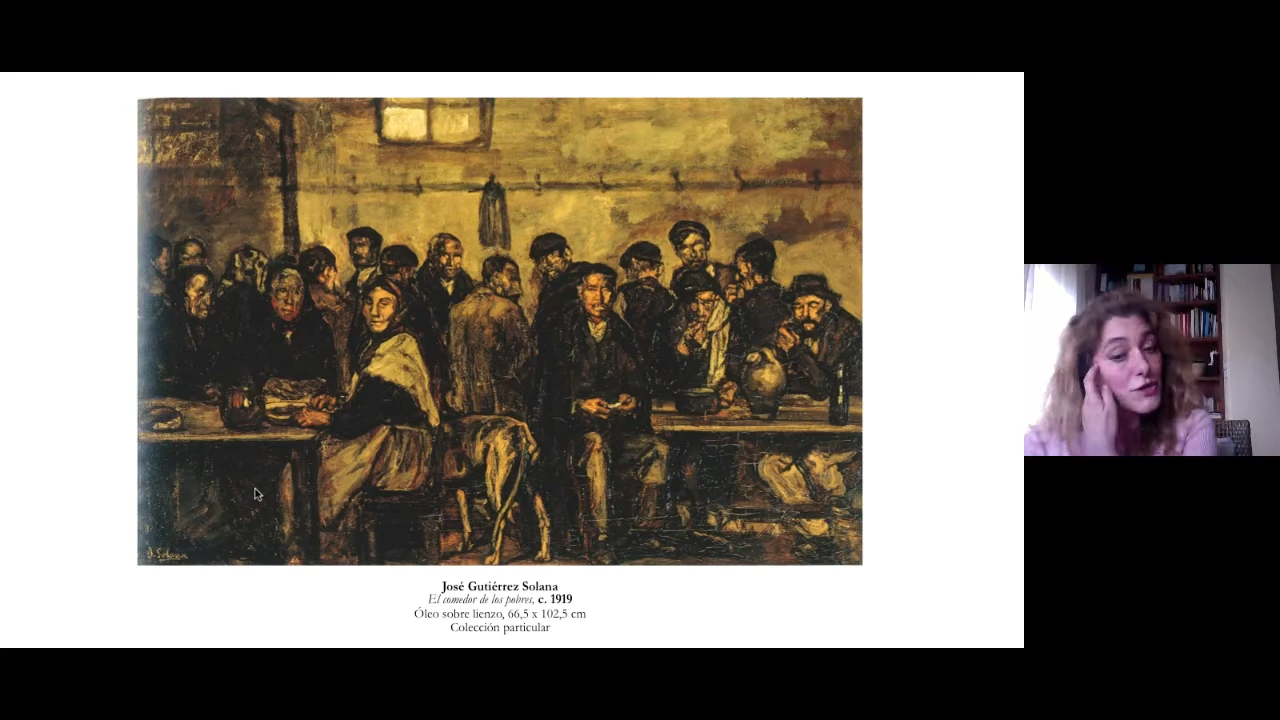 J. Solana
José Gutiérrez Solana
El comedor de los pobres, c. 1919
Óleo sobre lienzo, 66,5 x 102,5 cm
Colección particular